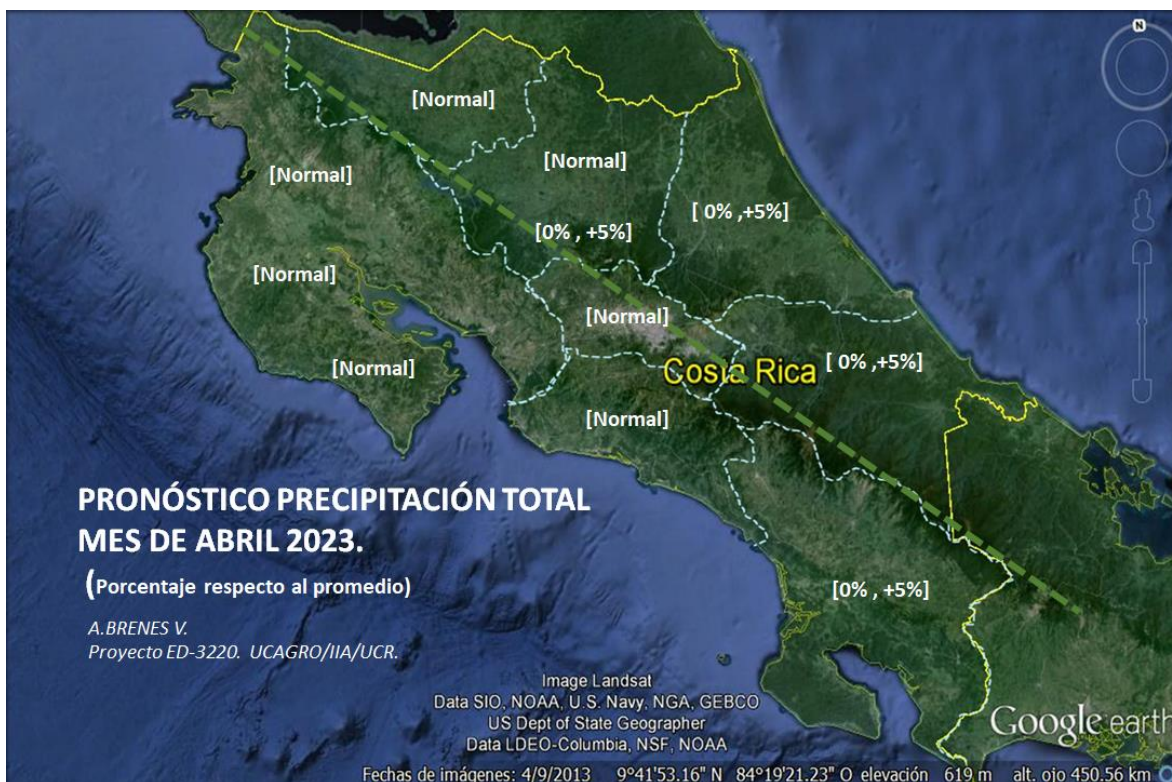 N
[Normal]
[Normal]
[Normal]
[ 0% ,+5%]
[0% , +5%]
[Normal]
[Normal]
Costa Rica
[ 0% ,+5%]
[Normal]
[Normal]
PRONÓSTICO PRECIPITACIÓN TOTAL
MES DE ABRIL 2023.
(Porcentaje respecto al promedio)
[0% , +5%]
A.BRENES V.
Proyecto ED-3220. UCAGRO/IIA/UCR.
Image Landsat
Data SIO, NOAA, U.S. Navy, NGA, GEBCO
US Dept of State Geographer
Data LDEO-Columbia, NSF, NOAA
Google earth
Fechas de imágenes: 4/9/2013 9°41'53.16" N 84°19'21.23" O elevación 619 m alt. ojo 450.56 km